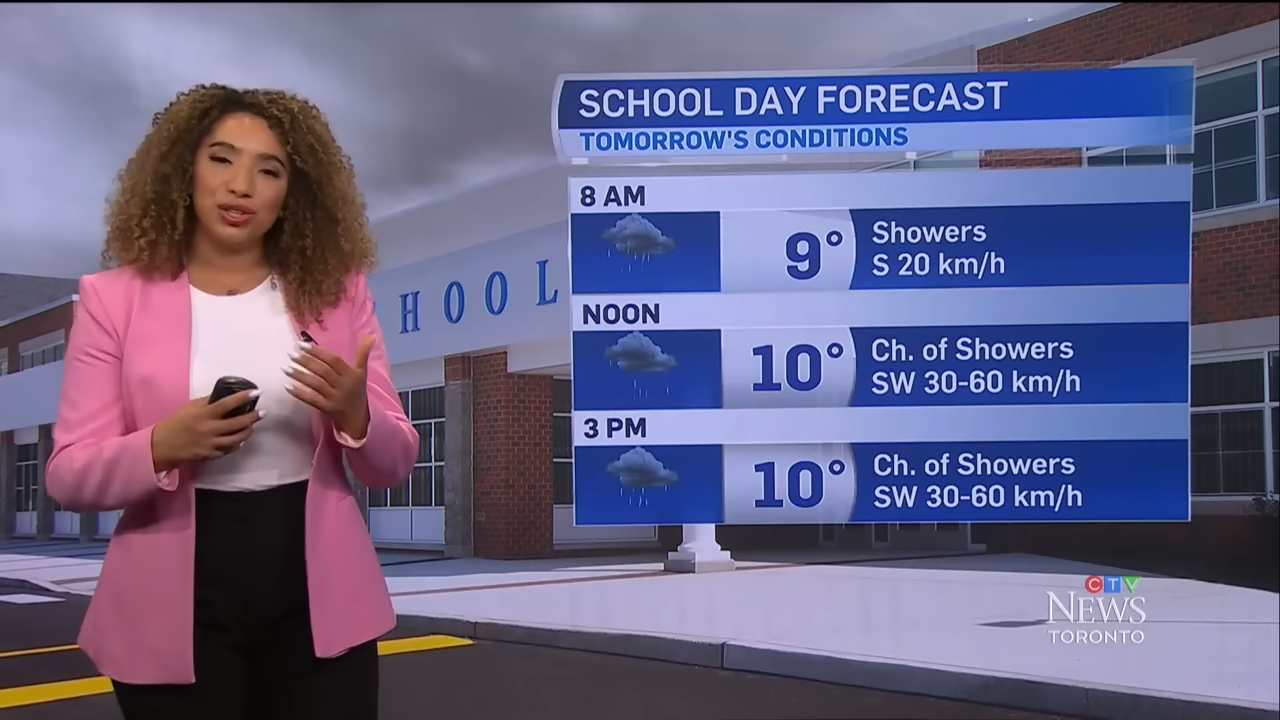 SCHOOL DAY FORECAST
TOMORROW'S CONDITIONS
8 AM
9°
Showers
S 20 km/h
HOOL
NOON
10°
Ch. of Showers
SW 30-60 km/h
3 PM
10°
Ch. of Showers
SW 30-60 km/h
CTV
NEWS
TORONTO